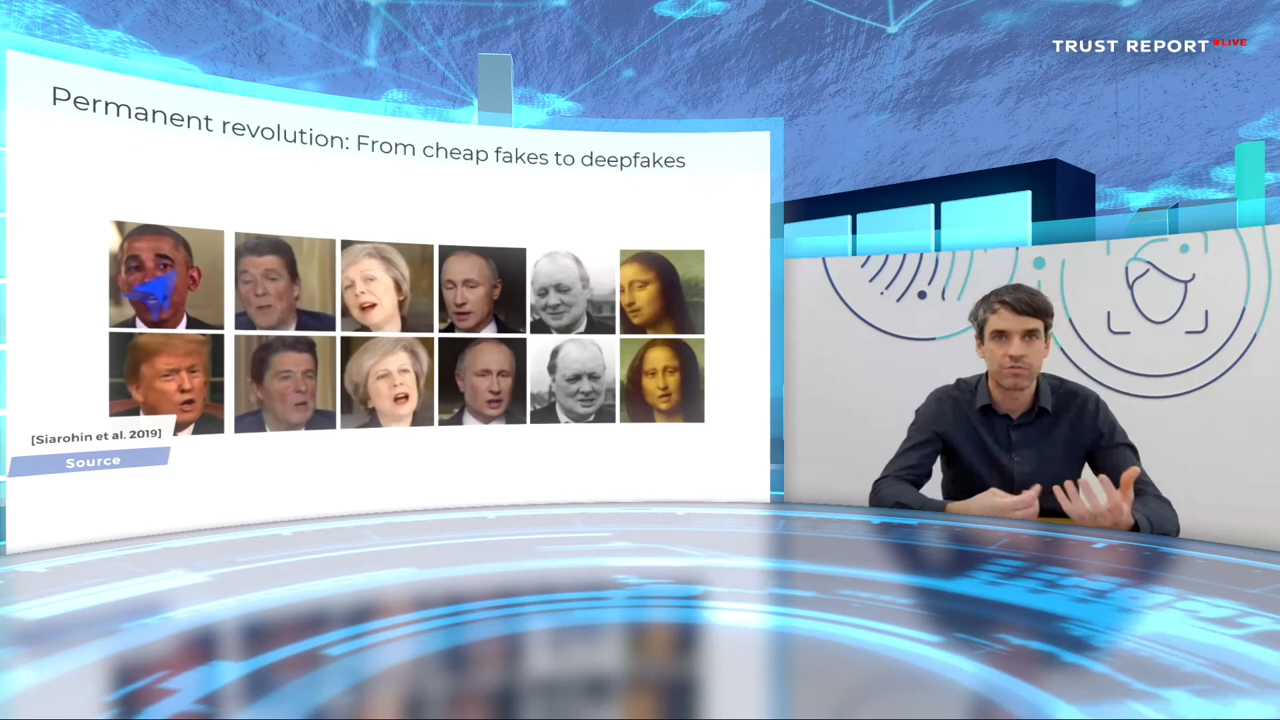 TRUST REPORT LIVE
Permanent revolution: From cheap fakes to deepfakes
[Siarohin et al. 2019]
Source